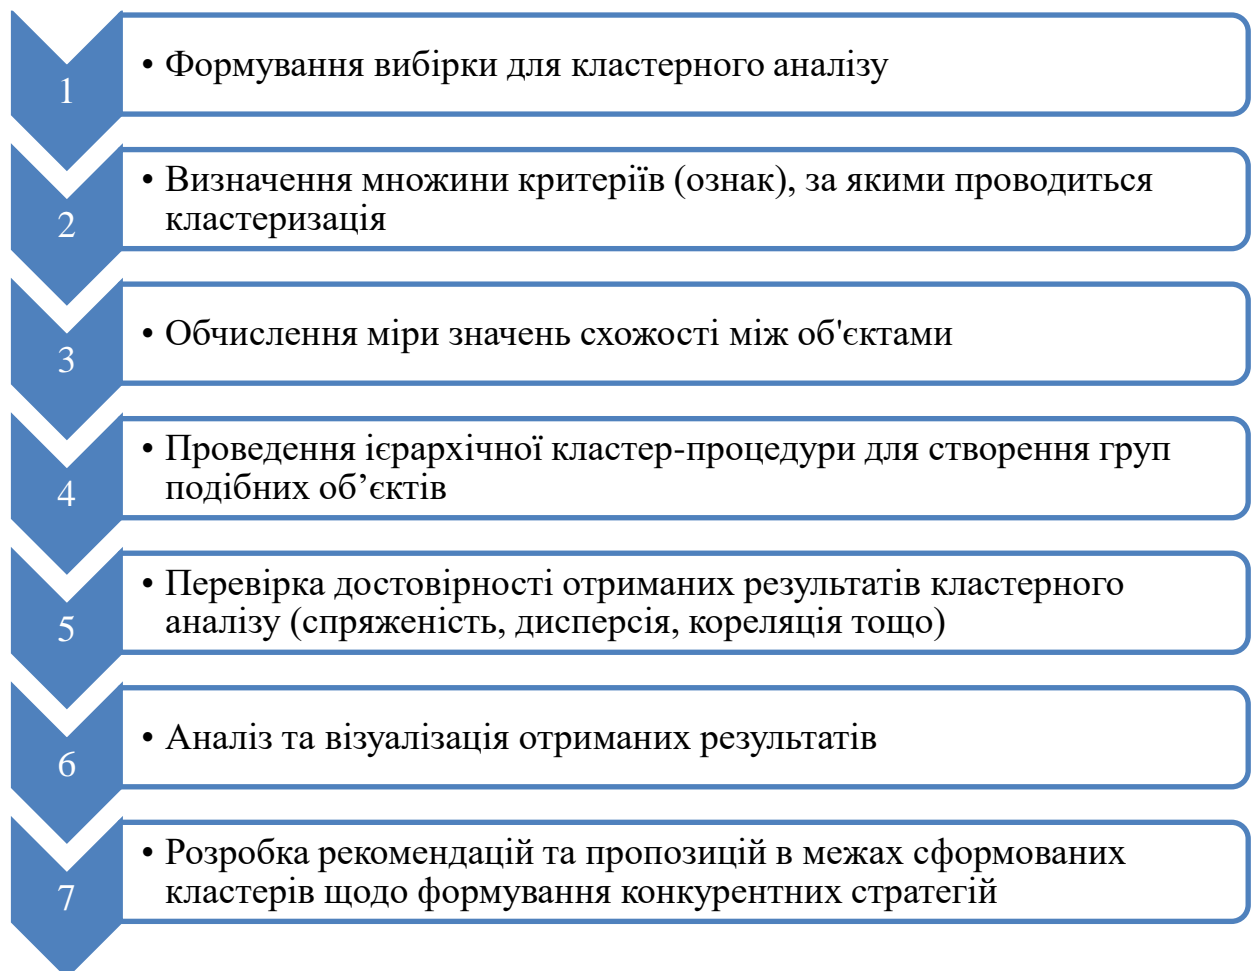 1
• Формування вибірки для кластерного аналізу
2
• Визначення множини критеріїв (ознак), за якими проводиться
кластеризація
3
• Обчислення міри значень схожості між об'єктами
4
• Проведення ієрархічної кластер-процедури для створення груп
подібних об’єктів
5
• Перевірка достовірності отриманих результатів кластерного
аналізу (спряженість, дисперсія, кореляція тощо)
6
• Аналіз та візуалізація отриманих результатів
7
• Розробка рекомендацій та пропозицій в межах сформованих
кластерів щодо формування конкурентних стратегій